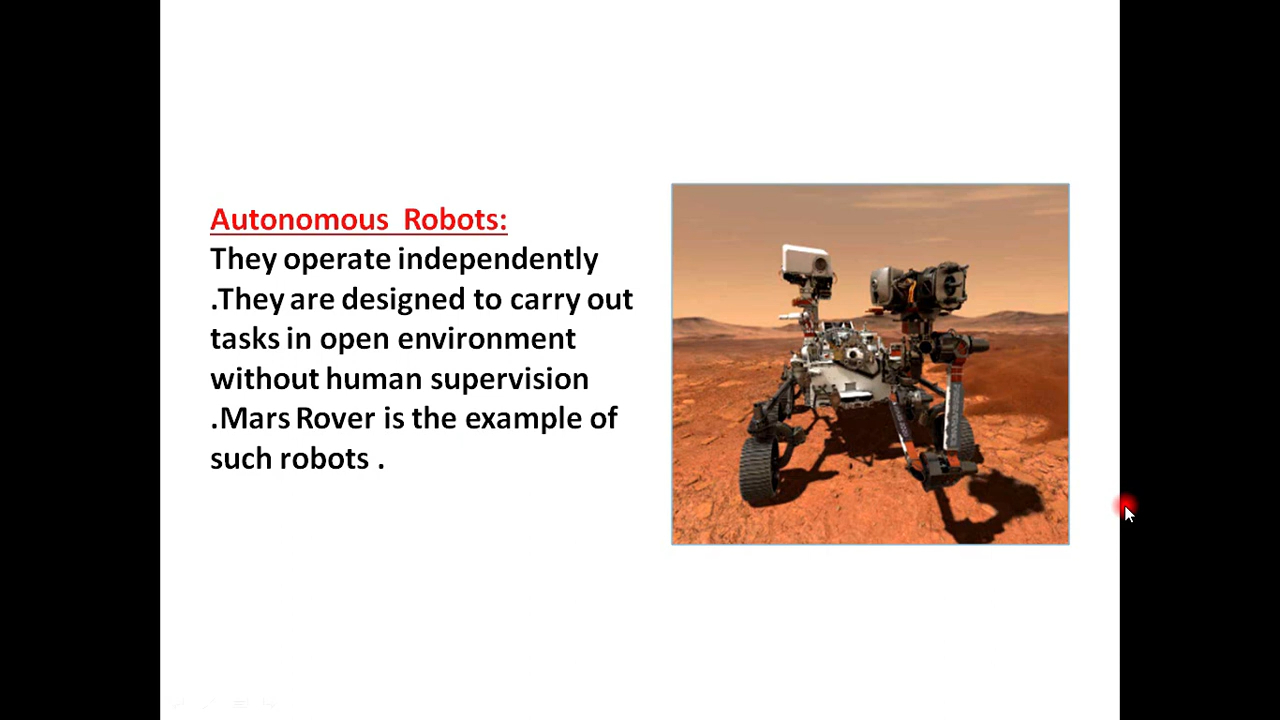 Autonomous Robots:
They operate independently
.They are designed to carry out
tasks in open environment
without human supervision
.Mars Rover is the example of
such robots .